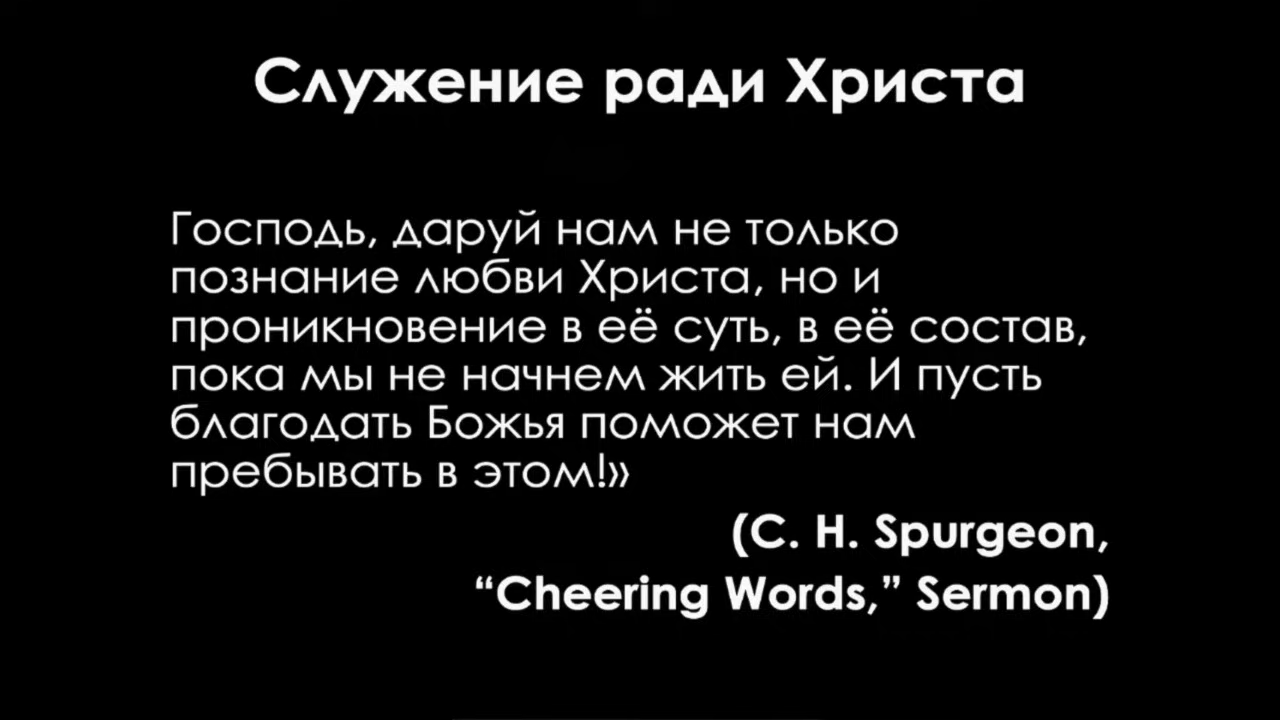 Служение ради Христа
Господь, даруй нам не только
познание любви Христа, но и
проникновение в её суть, в её состав,
пока мы не начнем жить ей. И пусть
благодать Божья поможет нам
пребывать в этом!»
(C. H. Spurgeon,
“Cheering Words,” Sermon)